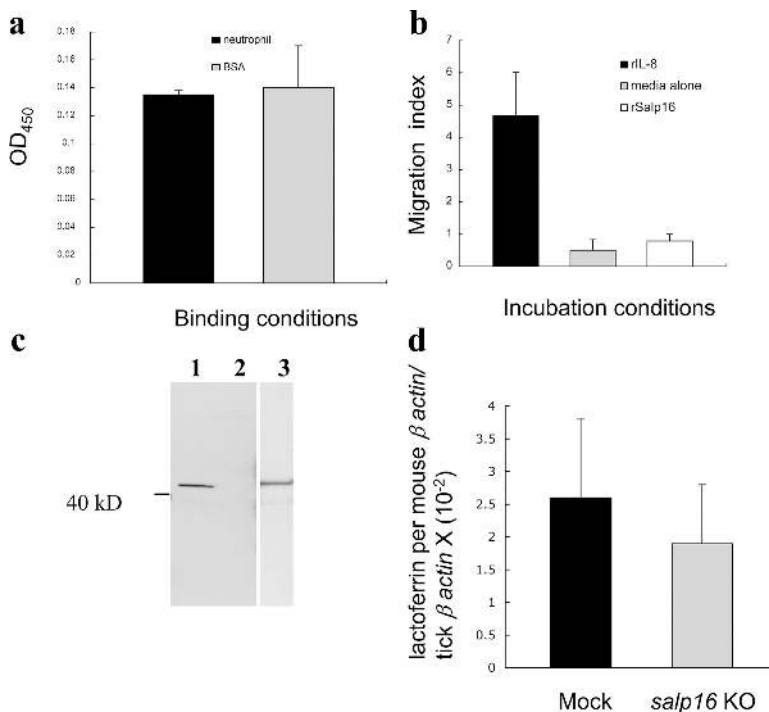 a
neutrophil
BSA
OD450
0.16
0.14
0.12
0.1
0.08
0.06
0.04
0.02
0
Binding conditions
b
rIL-8
media alone
rSalp16
Migration index
7
6
5
4
3
2
1
0
Incubation conditions
c
1 2 3
40 kD
d
lactoferrin per mouse β actin/
tick β actin X (10-2)
4
3.5
3
2.5
2
1.5
1
0.5
0
Mock salp16 KO